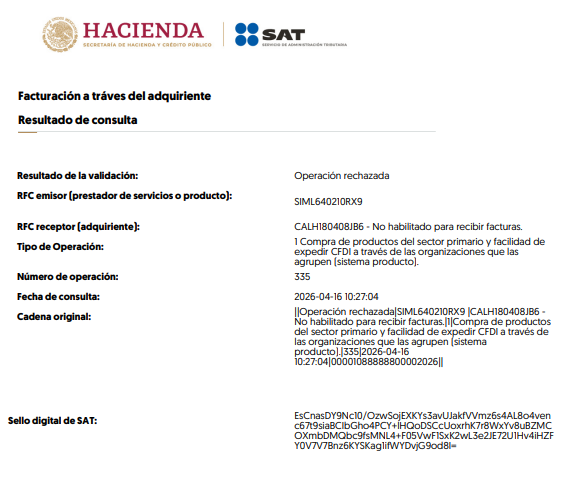 HACIENDA
SECRETARÍA DE HACIENDA Y CRÉDITO PÚBLICO
SAT
SERVICIO DE ADMINISTRACIÓN TRIBUTARIA
Facturación a tráves del adquiriente
Resultado de consulta
Resultado de la validación: Operación rechazada
RFC emisor (prestador de servicios o producto): SIML640210RX9
RFC receptor (adquiriente): CALH180408JB6 - No habilitado para recibir facturas.
Tipo de Operación: 1 Compra de productos del sector primario y facilidad de
expedir CFDI a través de las organizaciones que las
agrupen (sistema producto).
Número de operación: 335
Fecha de consulta: 2026-04-16 10:27:04
Cadena original: ||Operación rechazada|SIML640210RX9 |CALH180408JB6 -
No habilitado para recibir facturas.|1|Compra de productos
del sector primario y facilidad de expedir CFDI a través de
las organizaciones que las agrupen (sistema
producto).|335|2026-04-16
10:27:04|00001088888800002026||
Sello digital de SAT: EsCnasDY9Nc10/OzwSojEXKYs3avUJakfVVmz6s4AL8o4ven
c67t9siaBCIbGho4PCY+lHQoDSCcUoxrhK7r8WxYv8uBZMC
OXmbDMQbc9fsMNL4+F05VwF1SxK2wL3e2JE72U1Hv4iHZF
Y0V7V7Bnz6KYSKag1ifWYDvjG9od8I=